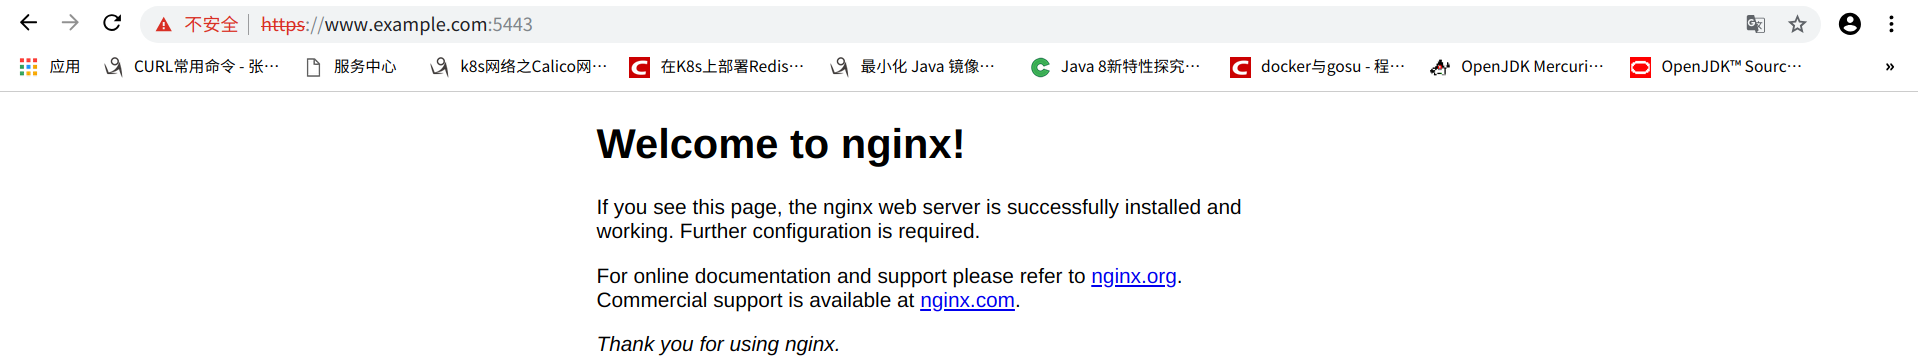 不安全 https://www.example.com:5443
应用 CURL常用命令 - 张… 服务中心 k8s网络之Calico网… 在K8s上部署Redis… 最小化 Java 镜像… Java 8新特性探究… docker与gosu - 程… OpenJDK Mercuri… OpenJDK™ Sourc… »
Welcome to nginx!
If you see this page, the nginx web server is successfully installed and
working. Further configuration is required.
For online documentation and support please refer to nginx.org.
Commercial support is available at nginx.com.
Thank you for using nginx.